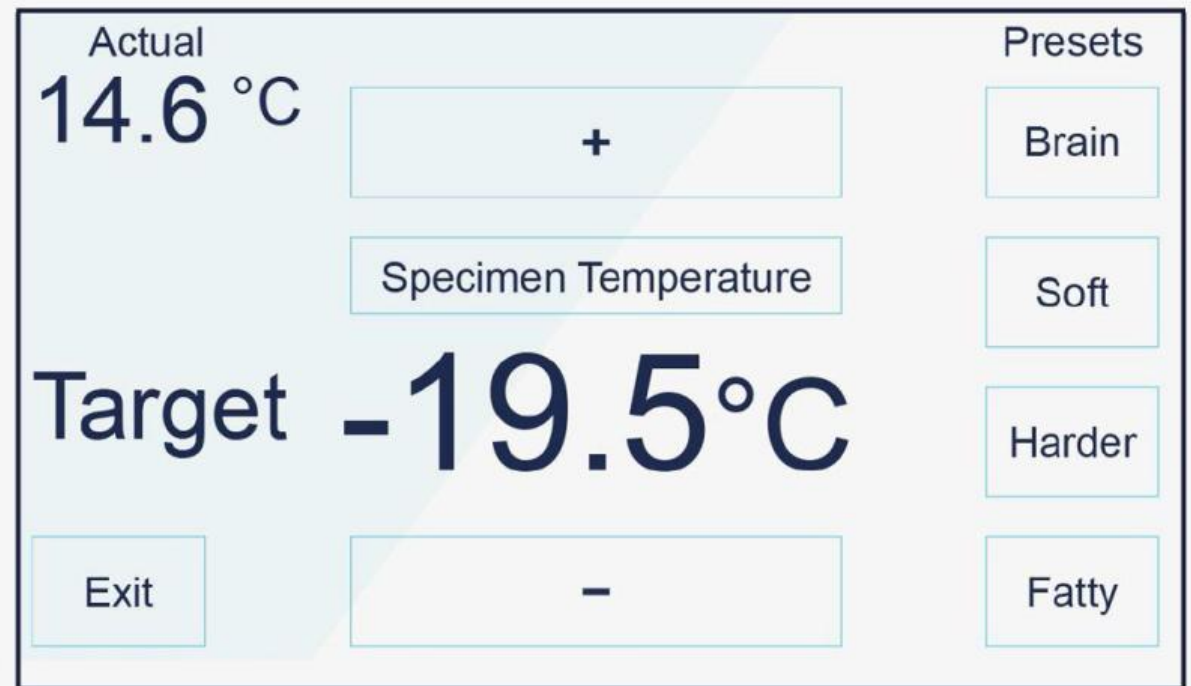 Actual
14.6 °C
Presets
+
Brain
Specimen Temperature
Soft
Target -19.5°C
Harder
Exit
-
Fatty